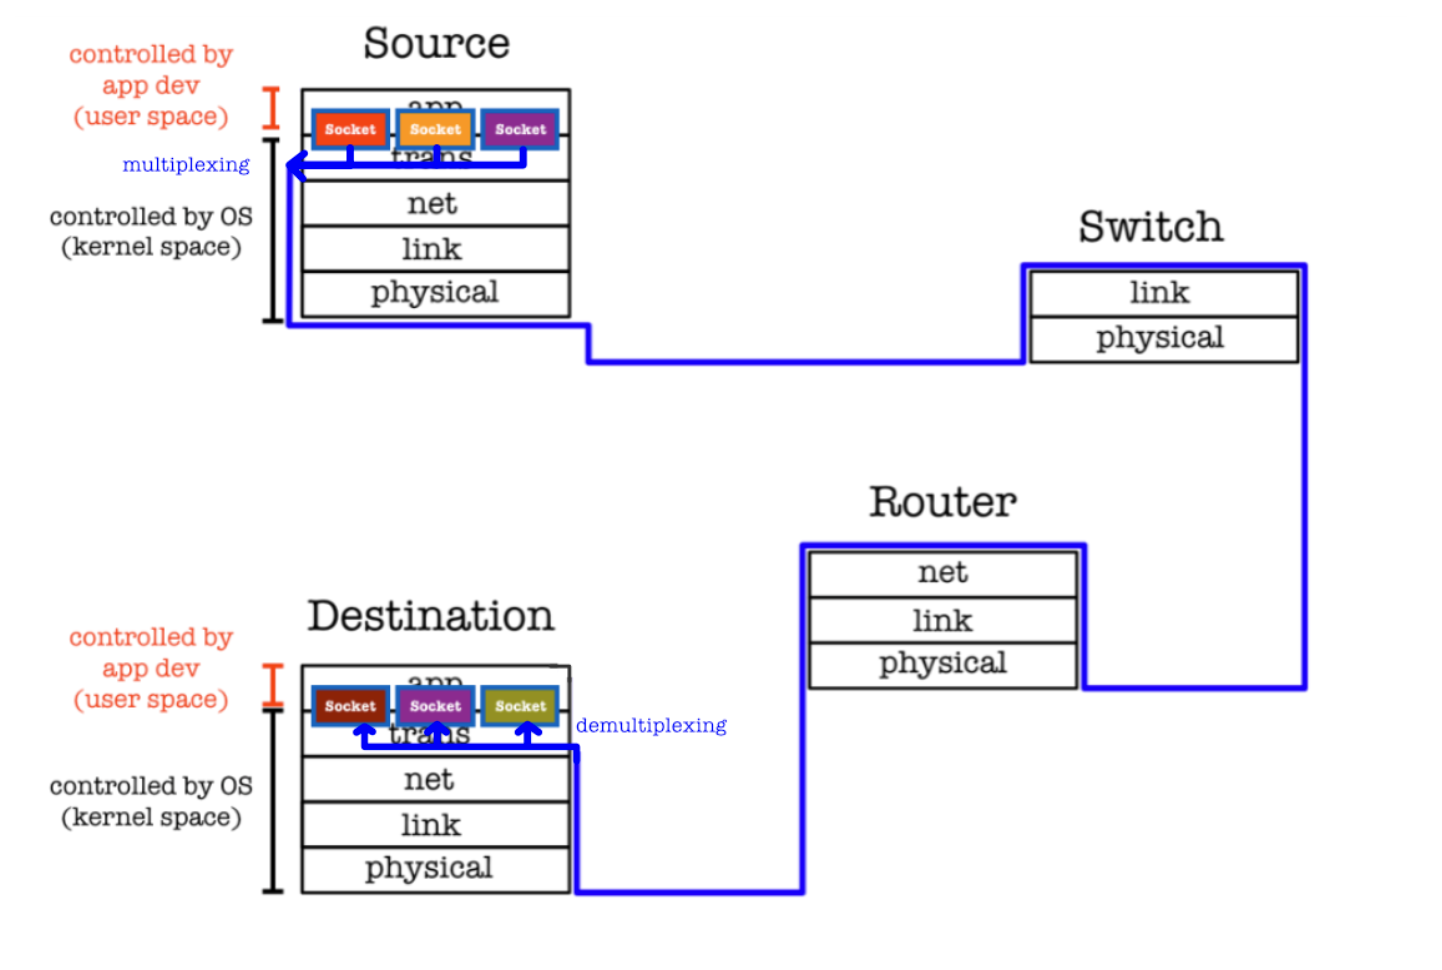 Source
controlled by
app dev
(user space)
app
Socket Socket Socket
trans
multiplexing
net
controlled by OS
(kernel space)
link
physical
Switch
link
physical
Router
net
link
physical
Destination
controlled by
app dev
(user space)
app
Socket Socket Socket
demultiplexing
trans
net
controlled by OS
(kernel space)
link
physical